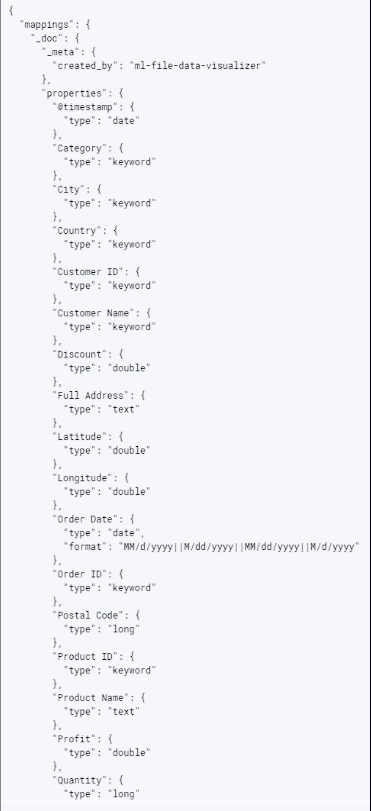 {
"mappings": {
"_doc": {
"_meta": {
"created_by": "ml-file-data-visualizer"
},
"properties": {
"@timestamp": {
"type": "date"
},
"Category": {
"type": "keyword"
},
"City": {
"type": "keyword"
},
"Country": {
"type": "keyword"
},
"Customer ID": {
"type": "keyword"
},
"Customer Name": {
"type": "keyword"
},
"Discount": {
"type": "double"
},
"Full Address": {
"type": "text"
},
"Latitude": {
"type": "double"
},
"Longitude": {
"type": "double"
},
"Order Date": {
"type": "date",
"format": "MM/d/yyyy||M/dd/yyyy||MM/dd/yyyy||M/d/yyyy"
},
"Order ID": {
"type": "keyword"
},
"Postal Code": {
"type": "long"
},
"Product ID": {
"type": "keyword"
},
"Product Name": {
"type": "text"
},
"Profit": {
"type": "double"
},
"Quantity": {
"type": "long"